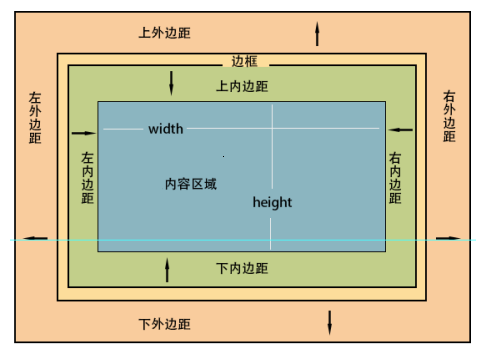 上外边距
边框
上内边距
左外边距
右外边距
width
左内边距
右内边距
内容区域
height
下内边距
下外边距